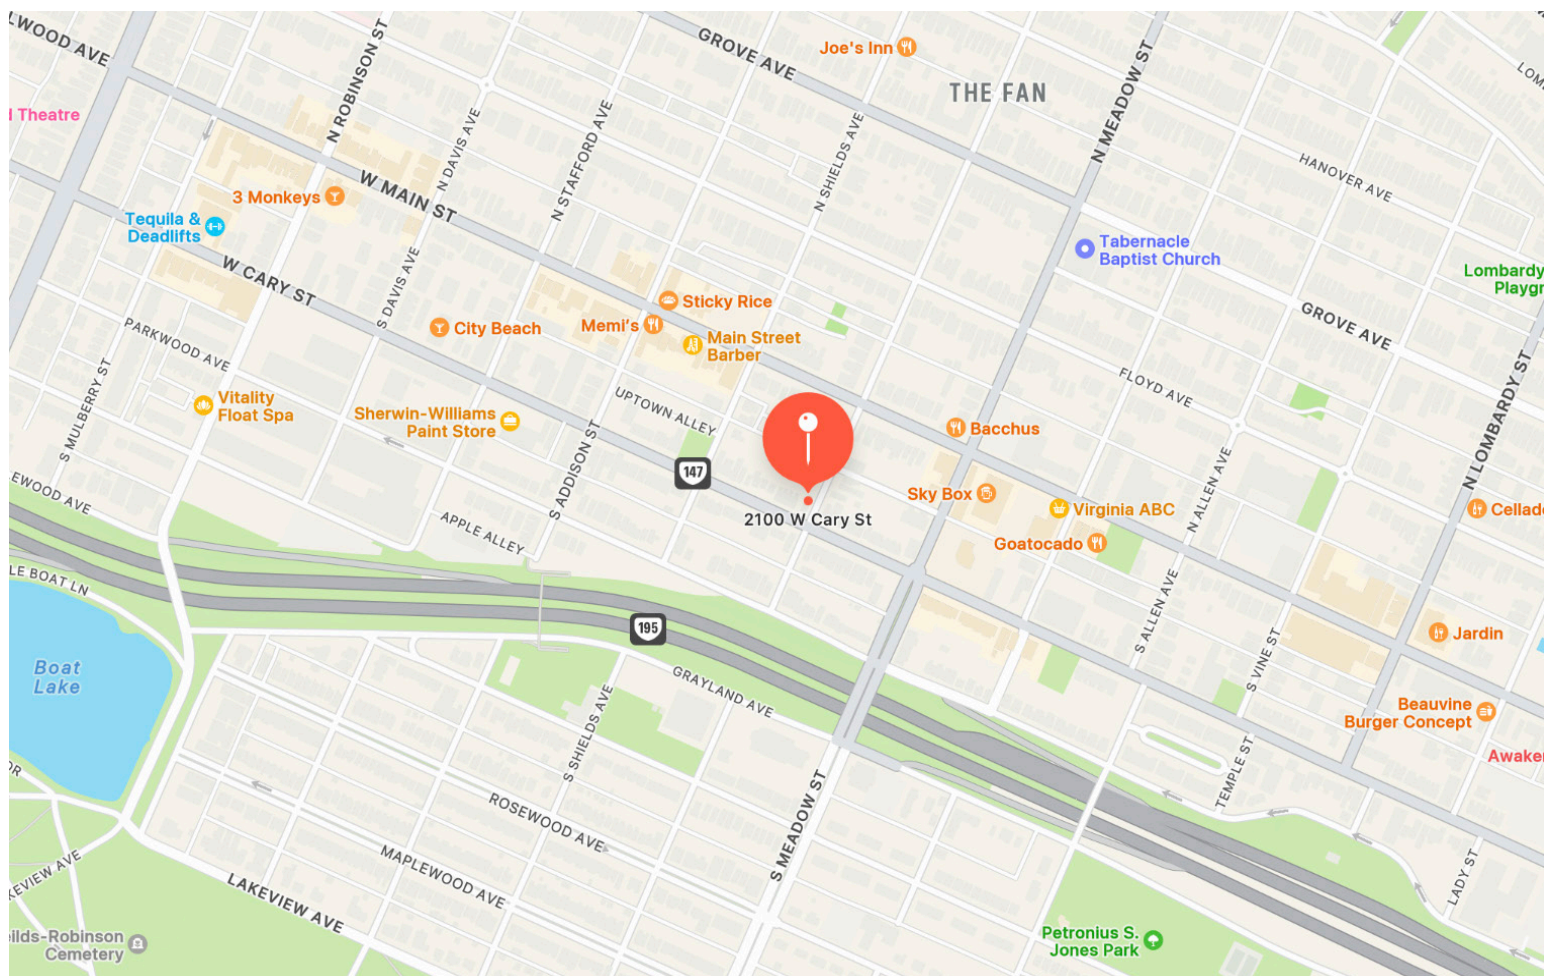 LWOOD AVE
N ROBINSON ST
GROVE AVE
Joe's Inn
THE FAN
N MEADOW ST
d Theatre
N DAVIS AVE
N STAFFORD AVE
N SHIELDS AVE
HANOVER AVE
W MAIN ST
3 Monkeys
Tequila &
Deadlifts
Tabernacle
Baptist Church
Lombardy
Playgr
W CARY ST
S DAVIS AVE
Sticky Rice
City Beach
Memi's
Main Street
Barber
GROVE AVE
PARKWOOD AVE
S MULBERRY ST
FLOYD AVE
N LOMBARDY ST
Vitality
Float Spa
Sherwin-Williams
Paint Store
UPTOWN ALLEY
Bacchus
S ADDISON ST
147
N ALLEN AVE
EWOOD AVE
Sky Box
Virginia ABC
Cellad
2100 W Cary St
APPLE ALLEY
Goatocado
LE BOAT LN
S ALLEN AVE
195
Jardin
Boat
Lake
S VINE ST
GRAYLAND AVE
Beauvine
Burger Concept
S SHIELDS AVE
Awake
TEMPLE ST
OR
S MEADOW ST
ROSEWOOD AVE
MAPLEWOOD AVE
KEVIEW AVE
LAKEVIEW AVE
LADY ST
ilds-Robinson
Cemetery
Petronius S.
Jones Park